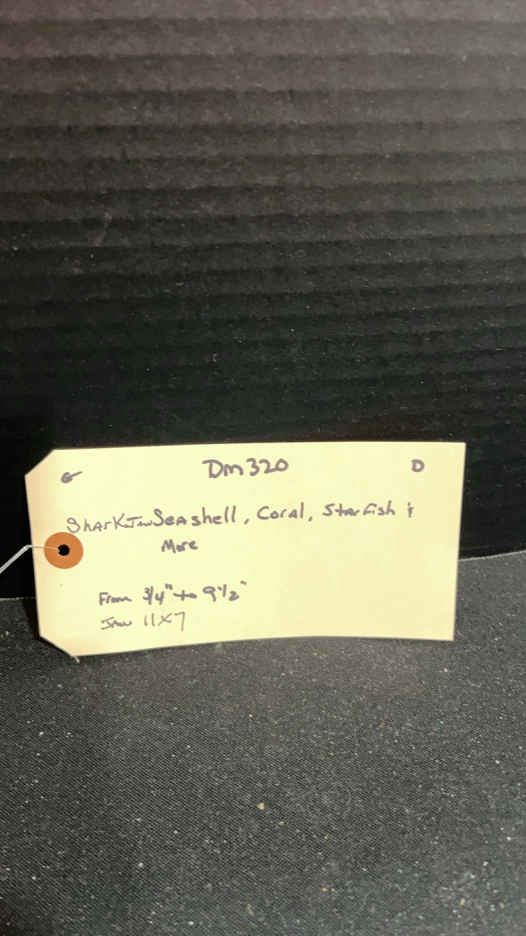 G DM320 D
Shark Jaw Seashell, Coral, Starfish &
More
From 3/4" to 9 1/2"
Jaw 11x7